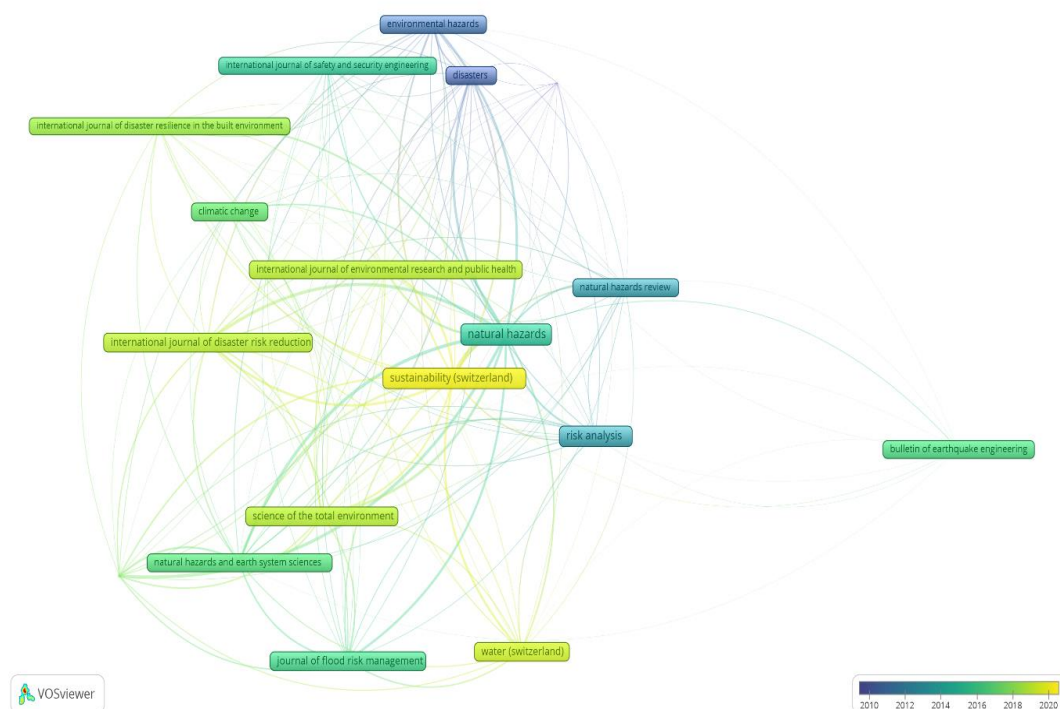 environmental hazards
international journal of safety and security engineering
disasters
international journal of disaster resilience in the built environment
climatic change
international journal of environmental research and public health
natural hazards review
natural hazards
international journal of disaster risk reduction
sustainability (switzerland)
risk analysis
bulletin of earthquake engineering
science of the total environment
natural hazards and earth system sciences
water (switzerland)
journal of flood risk management
VOSviewer
2010 2012 2014 2016 2018 2020